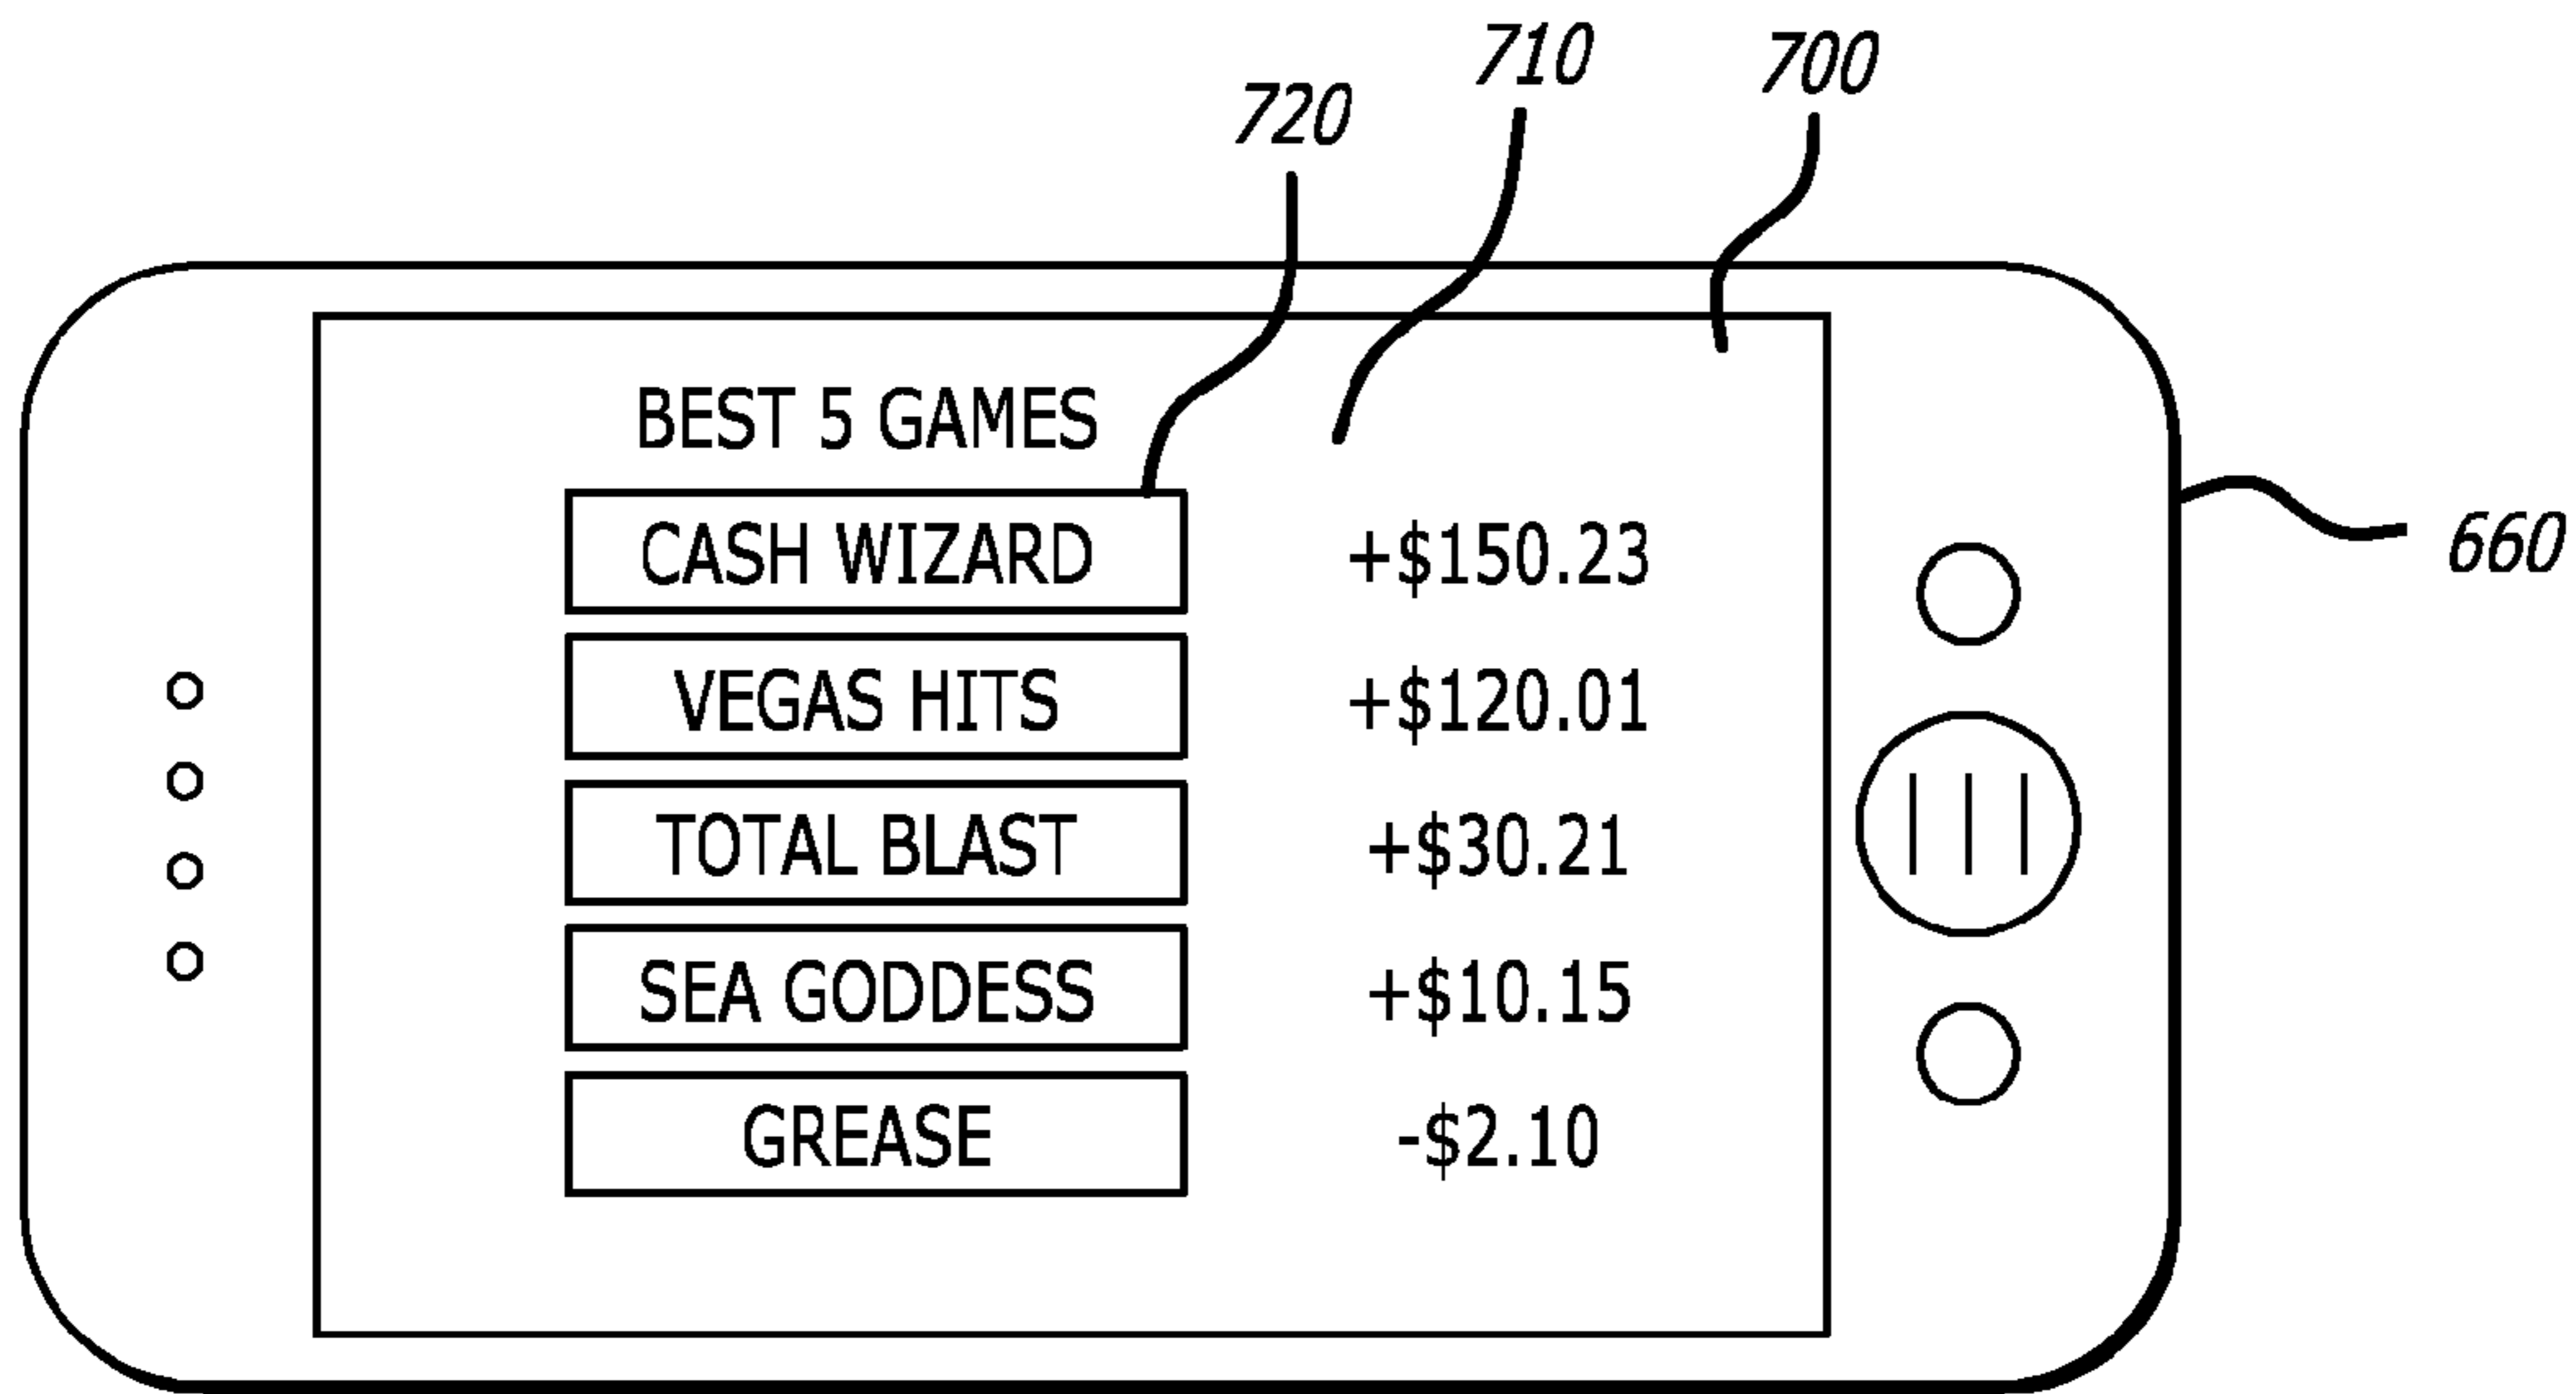 720 710 700
BEST 5 GAMES
CASH WIZARD +$150.23
660
VEGAS HITS +$120.01
TOTAL BLAST +$30.21
SEA GODDESS +$10.15
GREASE -$2.10